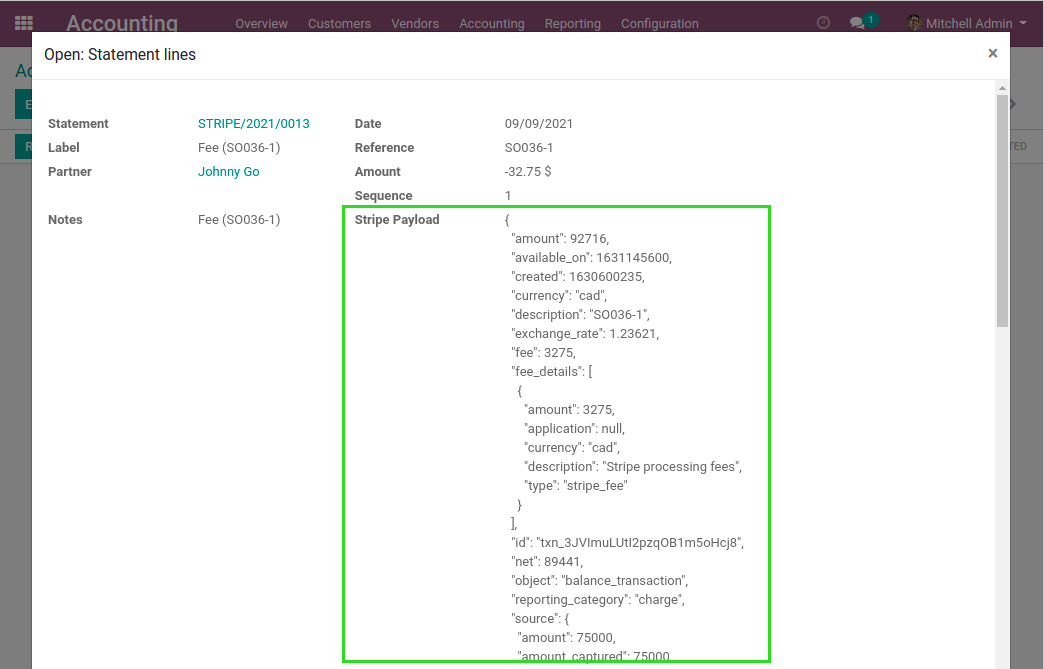 Accounting Overview Customers Vendors Accounting Reporting Configuration 1 Mitchell Admin
Open: Statement lines ×
Statement STRIPE/2021/0013 Date 09/09/2021
Label Fee (SO036-1) Reference SO036-1
Partner Johnny Go Amount -32.75 $
Sequence 1
Notes Fee (SO036-1) Stripe Payload {
"amount": 92716,
"available_on": 1631145600,
"created": 1630600235,
"currency": "cad",
"description": "SO036-1",
"exchange_rate": 1.23621,
"fee": 3275,
"fee_details": [
{
"amount": 3275,
"application": null,
"currency": "cad",
"description": "Stripe processing fees",
"type": "stripe_fee"
}
],
"id": "txn_3JVImuLUtI2pzqOB1m5oHcj8",
"net": 89441,
"object": "balance_transaction",
"reporting_category": "charge",
"source": {
"amount": 75000,
"amount_captured": 75000